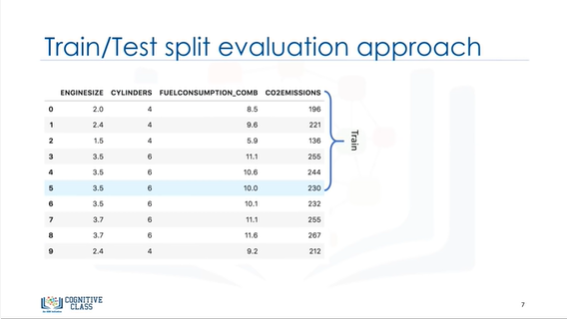 Train/Test split evaluation approach
ENGINESIZE CYLINDERS FUELCONSUMPTION_COMB CO2EMISSIONS
0 2.0 4 8.5 196
1 2.4 4 9.6 221
2 1.5 4 5.9 136
3 3.5 6 11.1 255
4 3.5 6 10.6 244
5 3.5 6 10.0 230
6 3.5 6 10.1 232
7 3.7 6 11.1 255
8 3.7 6 11.6 267
9 2.4 4 9.2 212
Train
COGNITIVE
CLASS
7